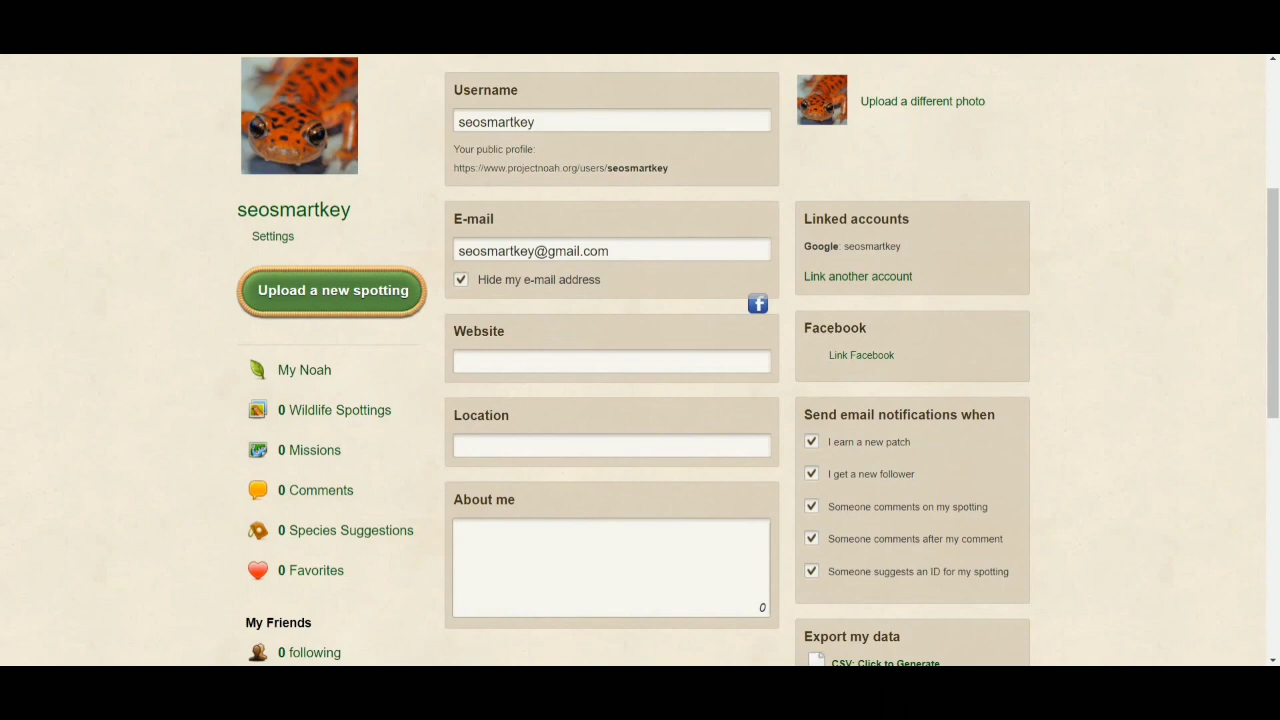 seosmartkey
Settings
Upload a new spotting
My Noah
0 Wildlife Spottings
0 Missions
0 Comments
0 Species Suggestions
0 Favorites
My Friends
0 following
Username
seosmartkey
Your public profile:
https://www.projectnoah.org/users/seosmartkey
E-mail
seosmartkey@gmail.com
Hide my e-mail address
f
Website
Location
About me
0
Upload a different photo
Linked accounts
Google: seosmartkey
Link another account
Facebook
Link Facebook
Send email notifications when
I earn a new patch
I get a new follower
Someone comments on my spotting
Someone comments after my comment
Someone suggests an ID for my spotting
Export my data
CSV: Click to Generate